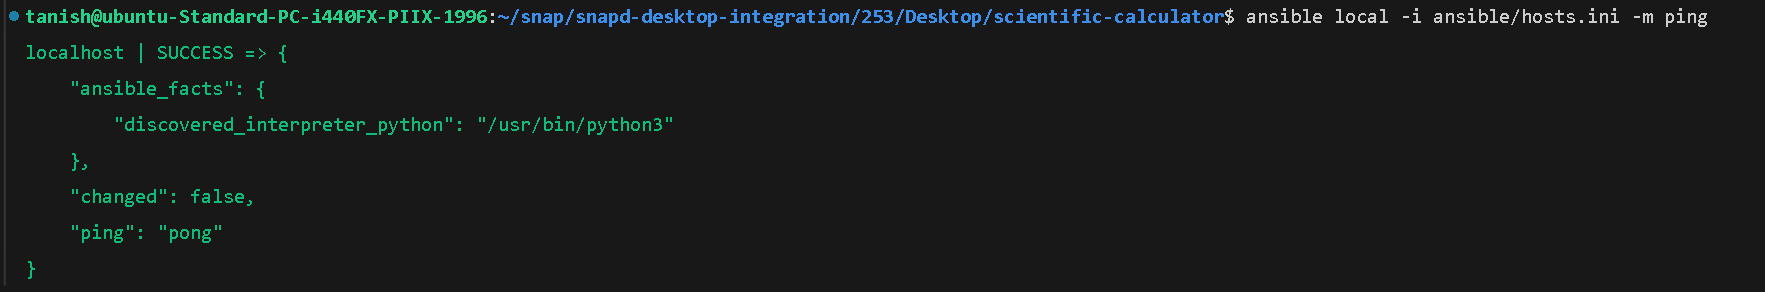 tanish@ubuntu-Standard-PC-i440FX-PIIX-1996:~/snap/snapd-desktop-integration/253/Desktop/scientific-calculator$ ansible local -i ansible/hosts.ini -m ping
localhost | SUCCESS => {
    "ansible_facts": {
        "discovered_interpreter_python": "/usr/bin/python3"
    },
    "changed": false,
    "ping": "pong"
}